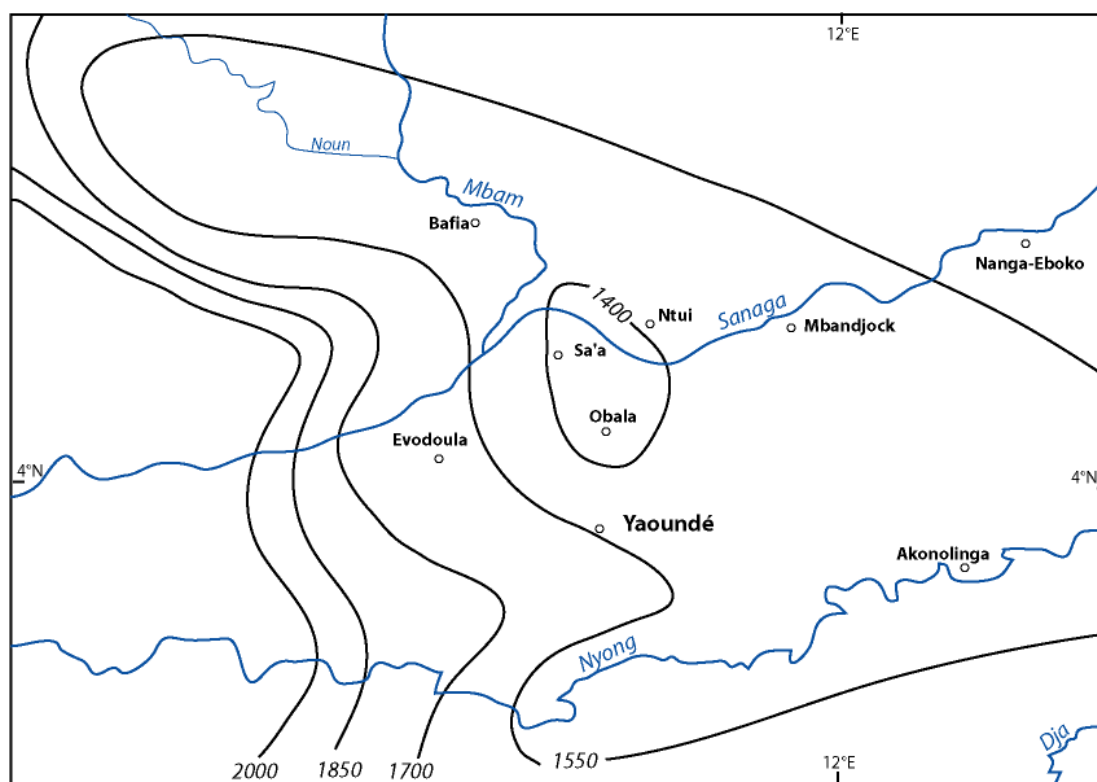 12°E
Noun
Mbam
Bafia
Nanga-Eboko
1400
Ntui
Sanaga
Mbandjock
Sa'a
Obala
Evodoula
4°N
4°N
Yaoundé
Akonolinga
Nyong
Dja
2000
1850
1700
1550
12°E